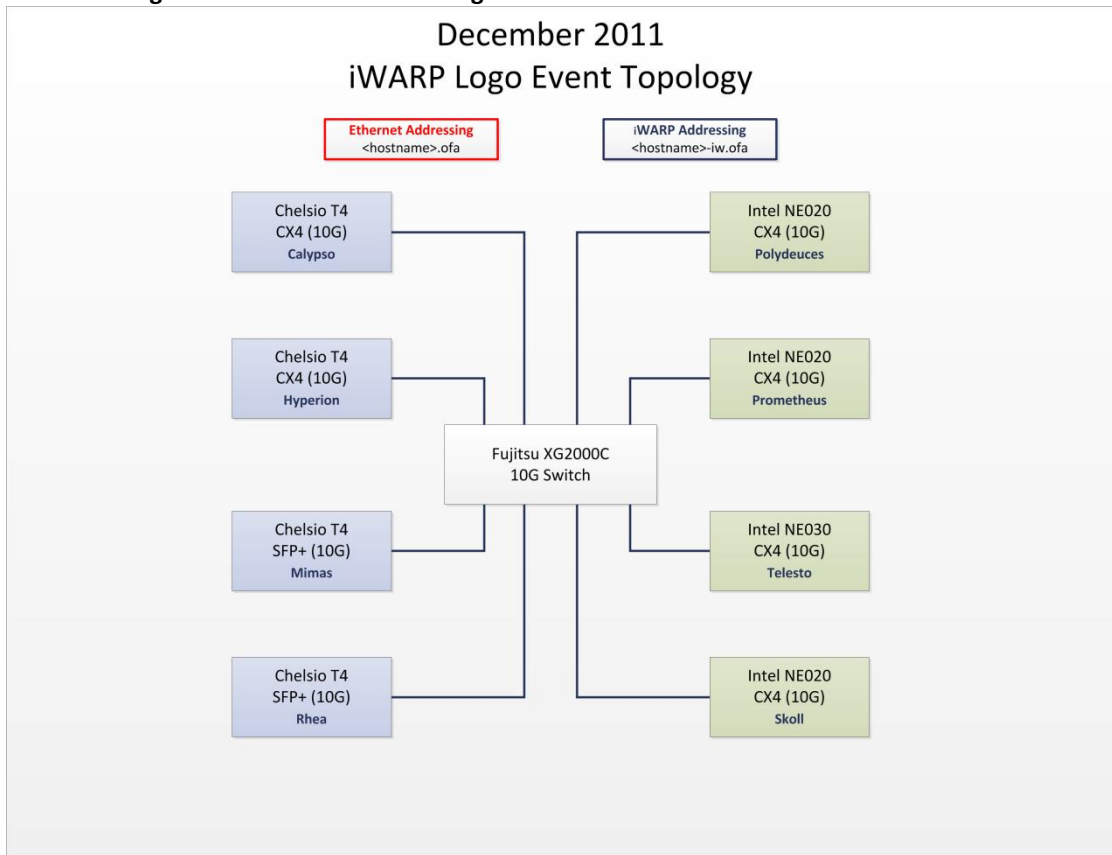 December 2011
iWARP Logo Event Topology
Ethernet Addressing
<hostname>.ofa
iWARP Addressing
<hostname>-iw.ofa
Chelsio T4
CX4 (10G)
Calypso
Intel NE020
CX4 (10G)
Polydeuces
Chelsio T4
CX4 (10G)
Hyperion
Intel NE020
CX4 (10G)
Prometheus
Fujitsu XG2000C
10G Switch
Chelsio T4
SFP+ (10G)
Mimas
Intel NE030
CX4 (10G)
Telesto
Chelsio T4
SFP+ (10G)
Rhea
Intel NE020
CX4 (10G)
Skoll